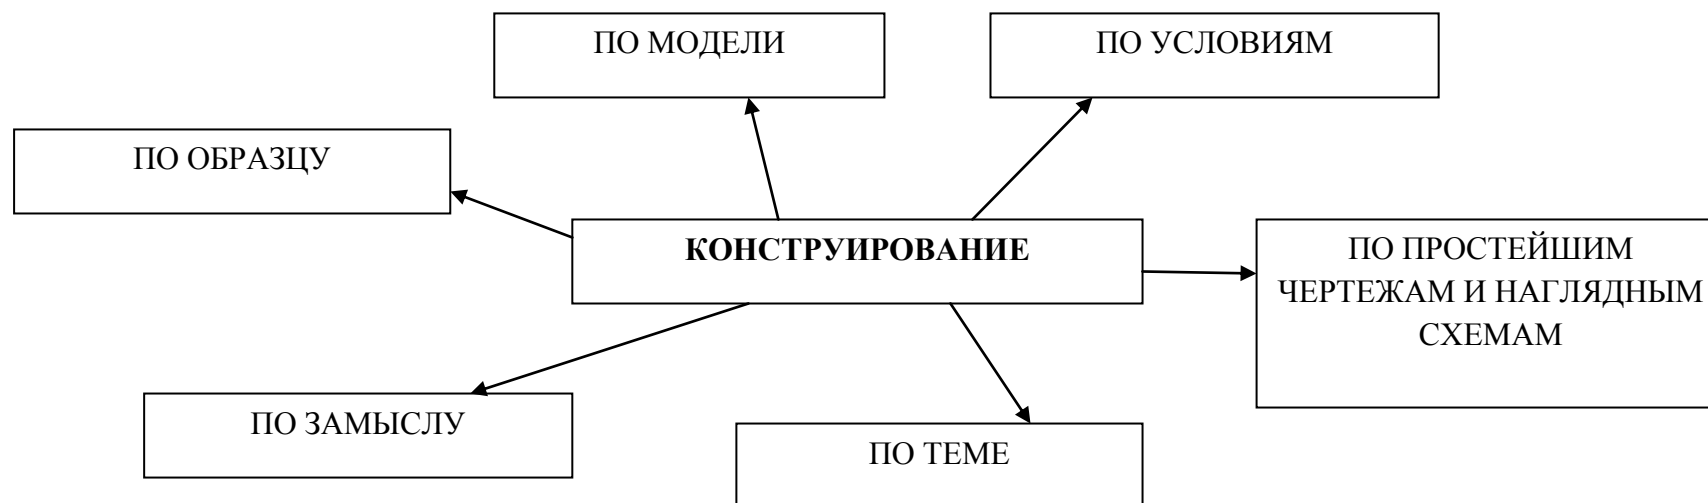 ПО МОДЕЛИ
ПО УСЛОВИЯМ
ПО ОБРАЗЦУ
КОНСТРУИРОВАНИЕ
ПО ПРОСТЕЙШИМ
ЧЕРТЕЖАМ И НАГЛЯДНЫМ
СХЕМАМ
ПО ЗАМЫСЛУ
ПО ТЕМЕ